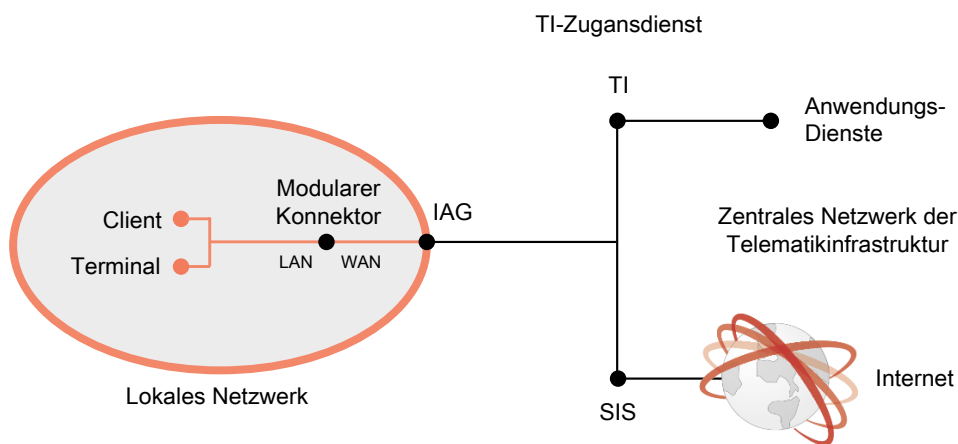 TI-Zugansdienst
TI
Anwendungs-
Dienste
Modularer
Konnektor
IAG
Client
Terminal
LAN
WAN
Zentrales Netzwerk der
Telematikinfrastruktur
Internet
SIS
Lokales Netzwerk